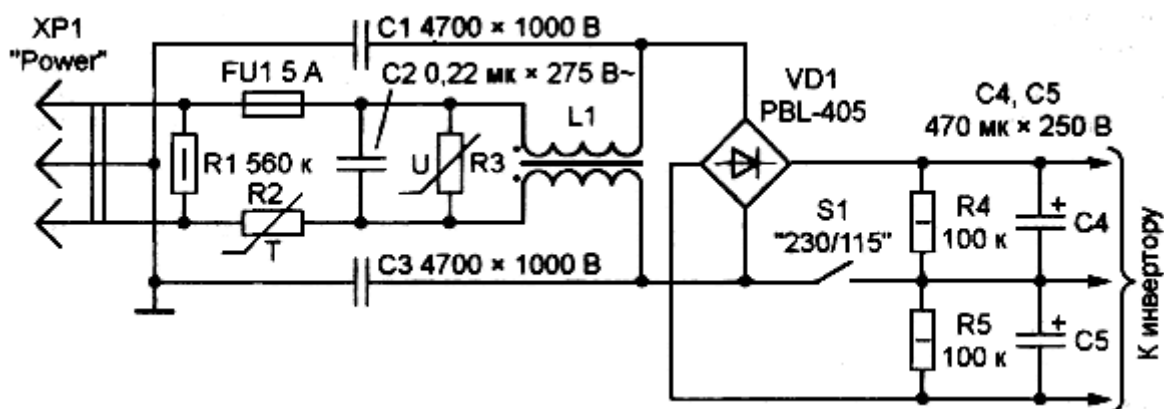 XP1
"Power"
C1 4700 × 1000 В
FU1 5 А
C2 0,22 мк × 275 В~
L1
VD1
PBL-405
C4, C5
470 мк × 250 В
R1 560 к
R2
T
U
R3
S1
"230/115"
R4
100 к
+
C4
C3 4700 × 1000 В
R5
100 к
+
C5
К инвертору